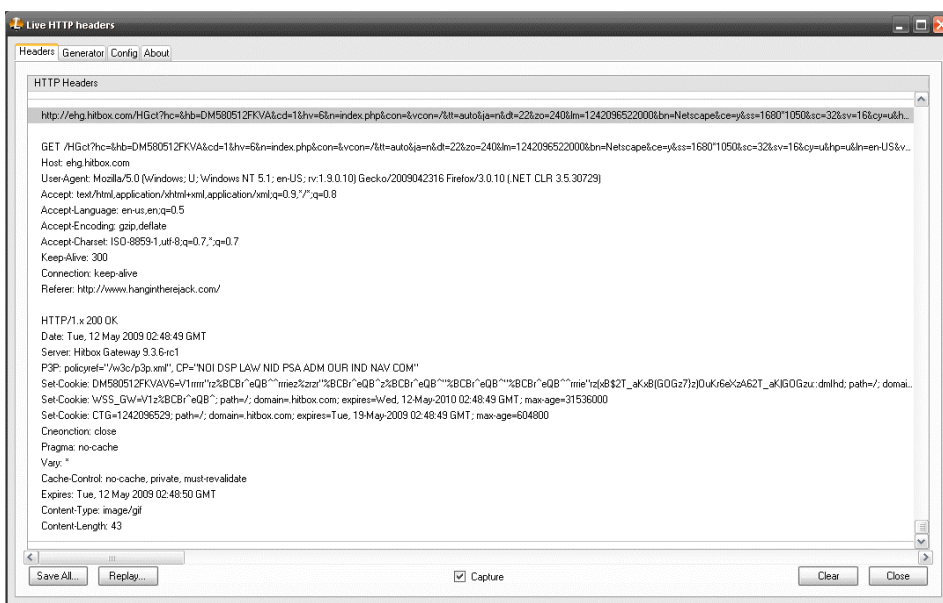 Live HTTP headers
Headers Generator Config About
HTTP Headers
http://ehg.hitbox.com/HGct?hc=&hb=DM580512FKVA&cd=1&hv=6&n=index.php&con=&vcon=/&tt=auto&ja=n&dt=22&zo=240&lm=1242096522000&bn=Netscape&ce=y&ss=1680*1050&sc=32&sv=16&cy=u&h...
GET /HGct?hc=&hb=DM580512FKVA&cd=1&hv=6&n=index.php&con=&vcon=/&tt=auto&ja=n&dt=22&zo=240&lm=1242096522000&bn=Netscape&ce=y&ss=1680*1050&sc=32&sv=16&cy=u&hp=u&ln=en-US&v...
Host: ehg.hitbox.com
User-Agent: Mozilla/5.0 (Windows; U; Windows NT 5.1; en-US; rv:1.9.0.10) Gecko/2009042316 Firefox/3.0.10 (.NET CLR 3.5.30729)
Accept: text/html,application/xhtml+xml,application/xml;q=0.9,*/*;q=0.8
Accept-Language: en-us,en;q=0.5
Accept-Encoding: gzip,deflate
Accept-Charset: ISO-8859-1,utf-8;q=0.7,*;q=0.7
Keep-Alive: 300
Connection: keep-alive
Referer: http://www.hangintherejack.com/
HTTP/1.x 200 OK
Date: Tue, 12 May 2009 02:48:49 GMT
Server: Hitbox Gateway 9.3.6-rc1
P3P: policyref="/w3c/p3p.xml", CP="NOI DSP LAW NID PSA ADM OUR IND NAV COM"
Set-Cookie: path=/; domai...
Set-Cookie: WSS_GW=V1z%BCBr^eQB^; path=/; domain=.hitbox.com; expires=Wed, 12-May-2010 02:48:49 GMT; max-age=31536000
Set-Cookie: CTG=1242096529; path=/; domain=.hitbox.com; expires=Tue, 19-May-2009 02:48:49 GMT; max-age=604800
Cneonction: close
Pragma: no-cache
Vary: *
Cache-Control: no-cache, private, must-revalidate
Expires: Tue, 12 May 2009 02:48:50 GMT
Content-Type: image/gif
Content-Length: 43
Save All... Replay... Capture Clear Close